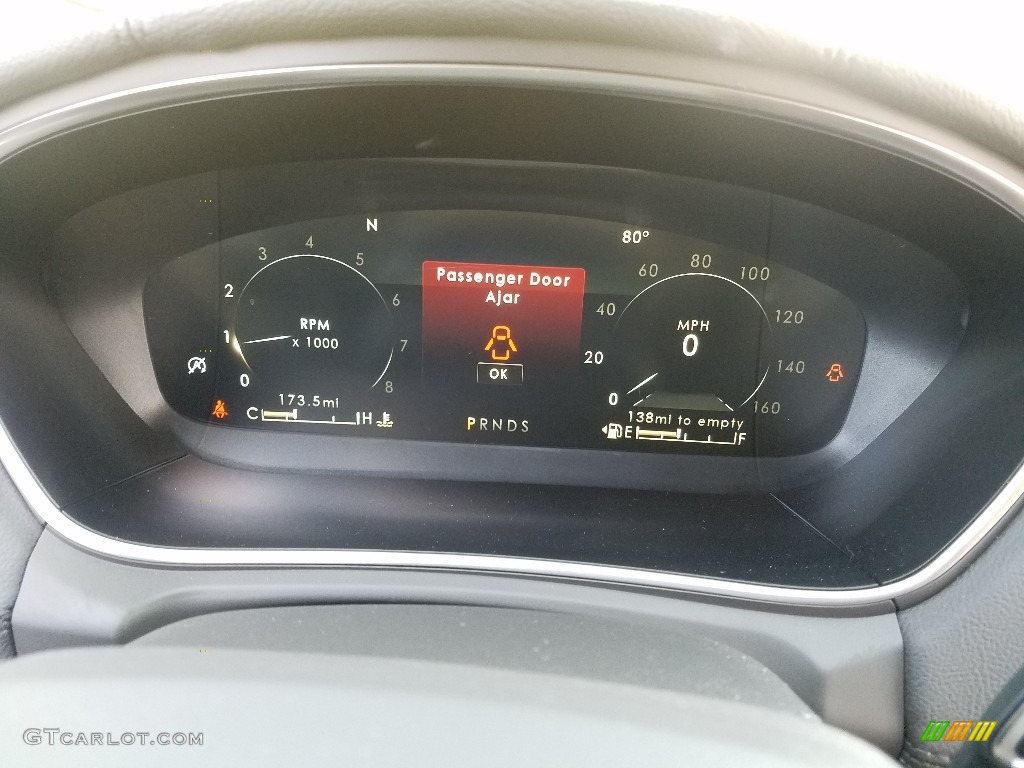 N
80°
Passenger Door
Ajar
OK
RPM
x 1000
0
1
2
3
4
5
6
7
8
MPH
0
0
20
40
60
80
100
120
140
160
173.5mi
C H
PRNDS
138mi to empty
E F
GTCARLOT.COM